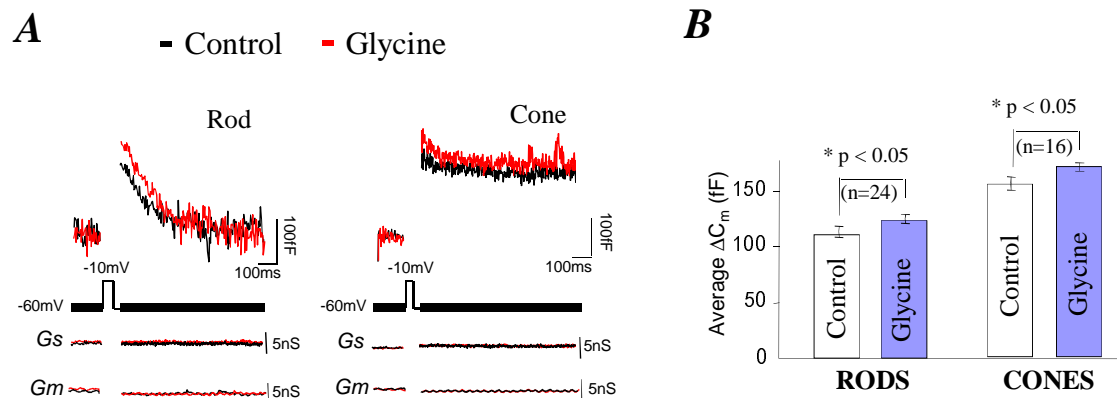 A
Control Glycine
Rod
Cone
100fF
100ms
100fF
100ms
-10mV
-10mV
-60mV
-60mV
Gs
5nS
Gs
5nS
Gm
5nS
Gm
5nS
B
* p < 0.05
(n=16)
* p < 0.05
(n=24)
Average ΔCm (fF)
150
100
50
0
Control
Glycine
Control
Glycine
RODS
CONES